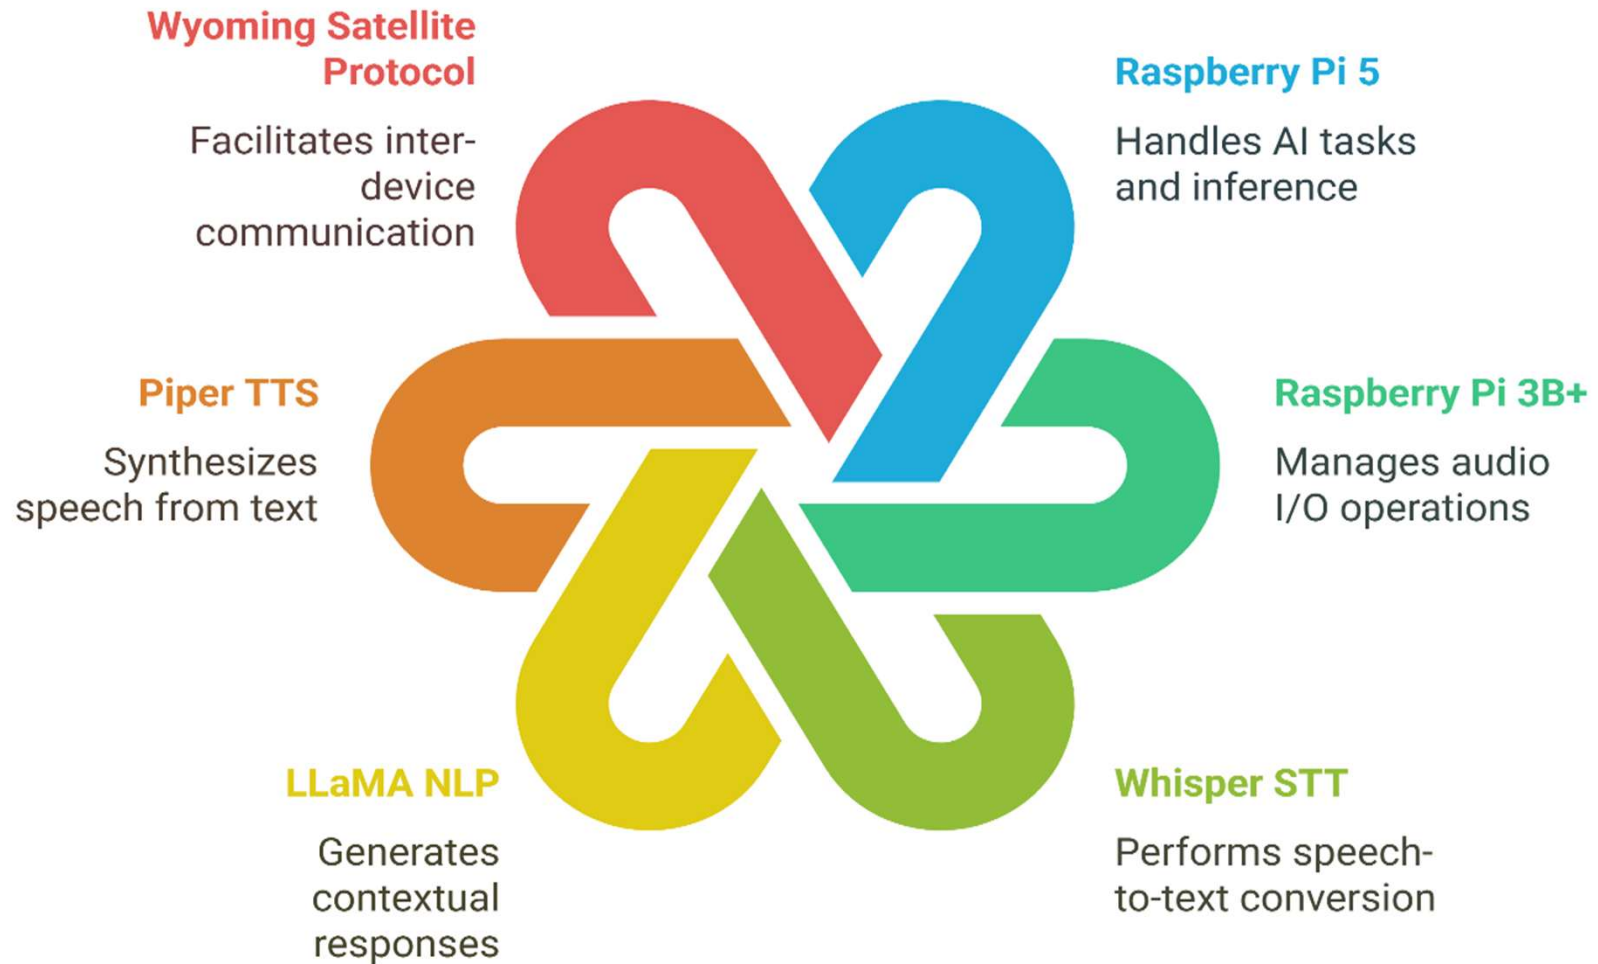 Wyoming Satellite
Protocol
Facilitates inter-
device
communication
Raspberry Pi 5
Handles AI tasks
and inference
Piper TTS
Synthesizes
speech from text
Raspberry Pi 3B+
Manages audio
I/O operations
LLaMA NLP
Generates
contextual
responses
Whisper STT
Performs speech-
to-text conversion